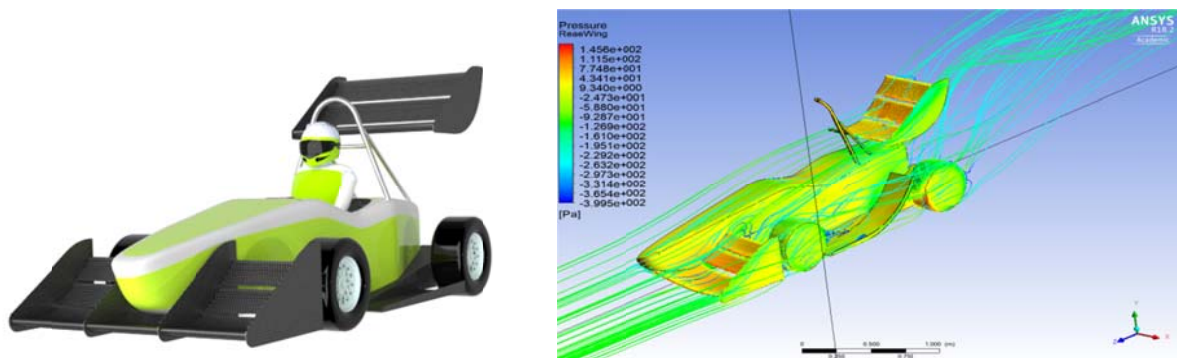 Pressure
ReaeWing
1.456e+002
1.115e+002
7.748e+001
4.341e+001
9.340e+000
-2.473e+001
-5.880e+001
-9.287e+001
-1.269e+002
-1.610e+002
-1.951e+002
-2.292e+002
-2.632e+002
-2.973e+002
-3.314e+002
-3.654e+002
-3.995e+002
[Pa]
ANSYS
R18.2
Academic
0 0.500 1.000 (m)
0.250 0.750
Y
Z X